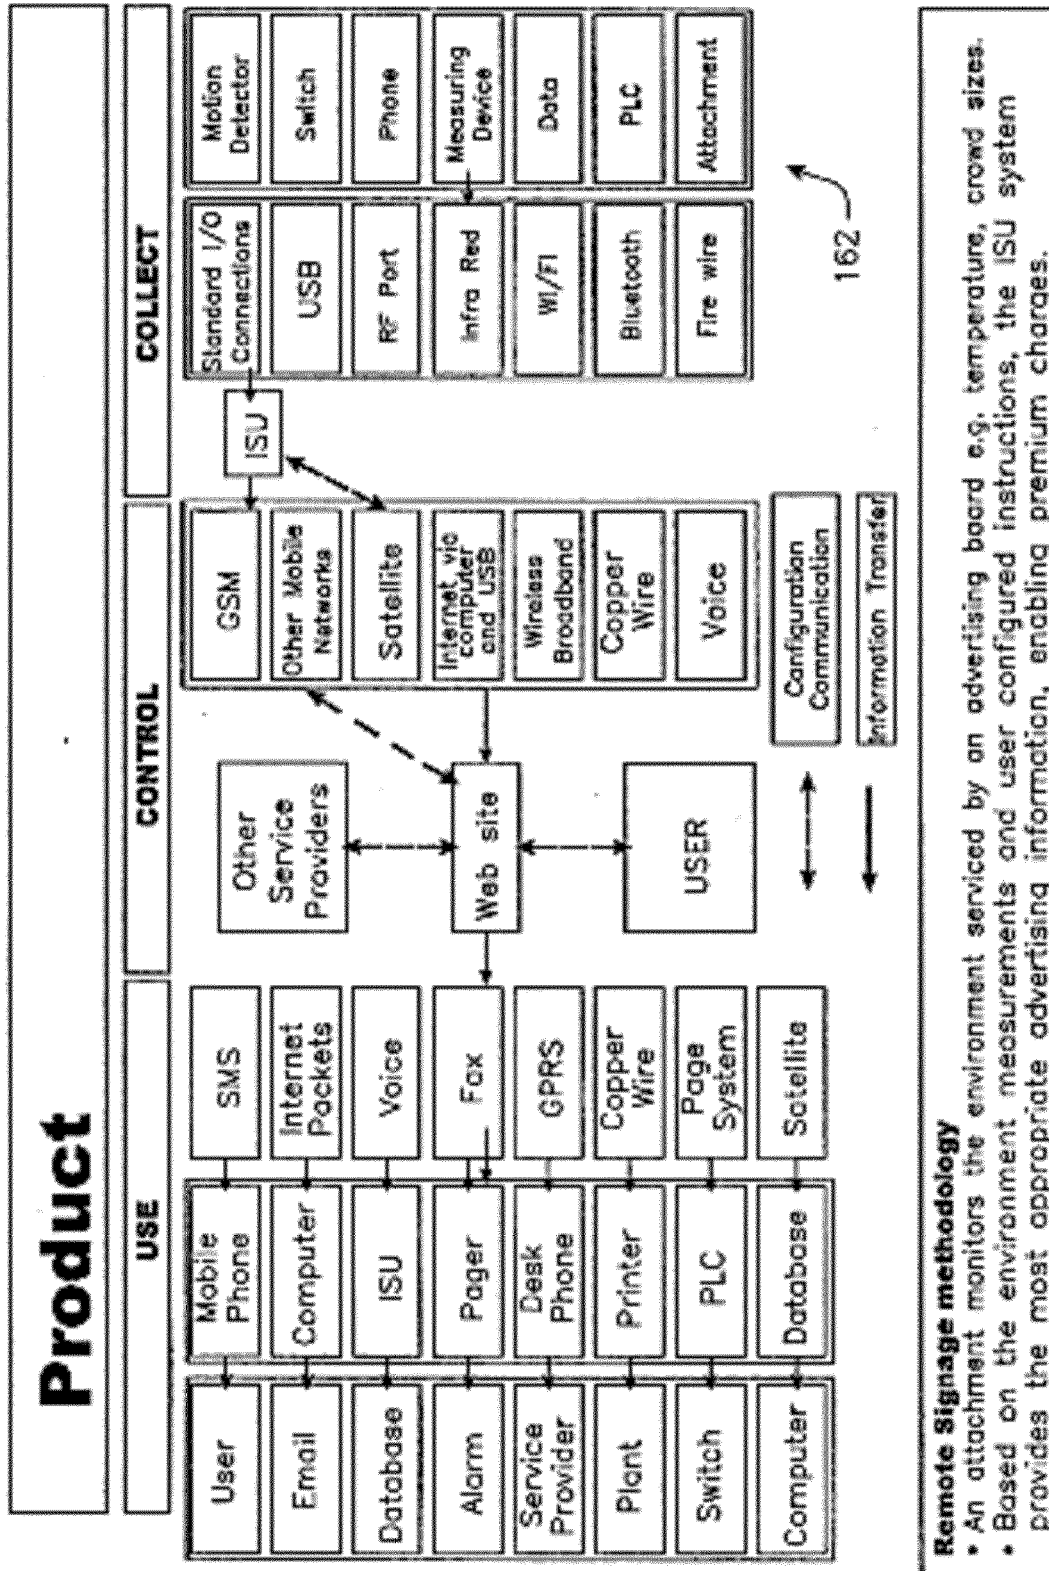 Product
USE
CONTROL
COLLECT
User
Email
Database
Alarm
Service
Provider
Plant
Switch
Computer
Mobile
Phone
Computer
ISU
Pager
Desk
Phone
Printer
PLC
Database
SMS
Internet
Packets
Voice
Fax
GPRS
Copper
Wire
Page
System
Satellite
Other
Service
Providers
Web site
USER
GSM
Other Mobile
Networks
Satellite
Internet via
computer
and USB
Wireless
Broadband
Copper
Wire
Voice
ISU
Standard I/O
Connections
USB
RF Port
Infra Red
WI/FI
Bluetooth
Fire wire
Motion
Detector
Switch
Phone
Measuring
Device
Data
PLC
Attachment
162
Configuration
Communication
Information Transfer
Remote Signage methodology
• An attachment monitors the environment serviced by an advertising board e.g. temperature, crowd sizes.
• Based on the environment measurements and user configured instructions, the ISU system
provides the most appropriate advertising information, enabling premium charges.